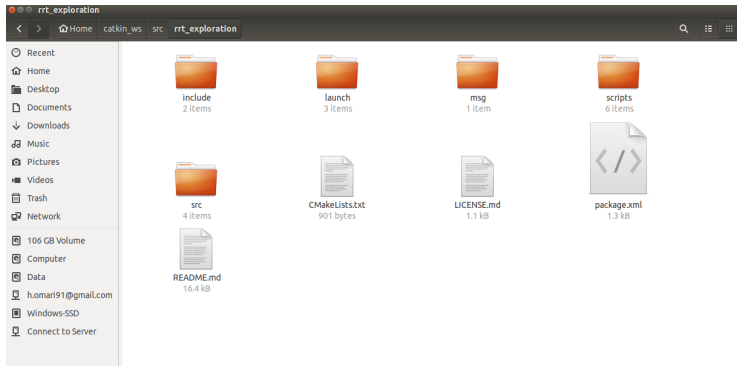 rrt_exploration
Home catkin_ws src rrt_exploration
Recent
Home
Desktop
Documents
Downloads
Music
Pictures
Videos
Trash
Network
106 GB Volume
Computer
Data
h.omari91@gmail.com
Windows-SSD
Connect to Server
include launch msg scripts
2 items 3 items 1 item 6 items
</>
src CMakeLists.txt LICENSE.md package.xml
4 items 901 bytes 1.1 kB 1.3 kB
README.md
16.4 kB